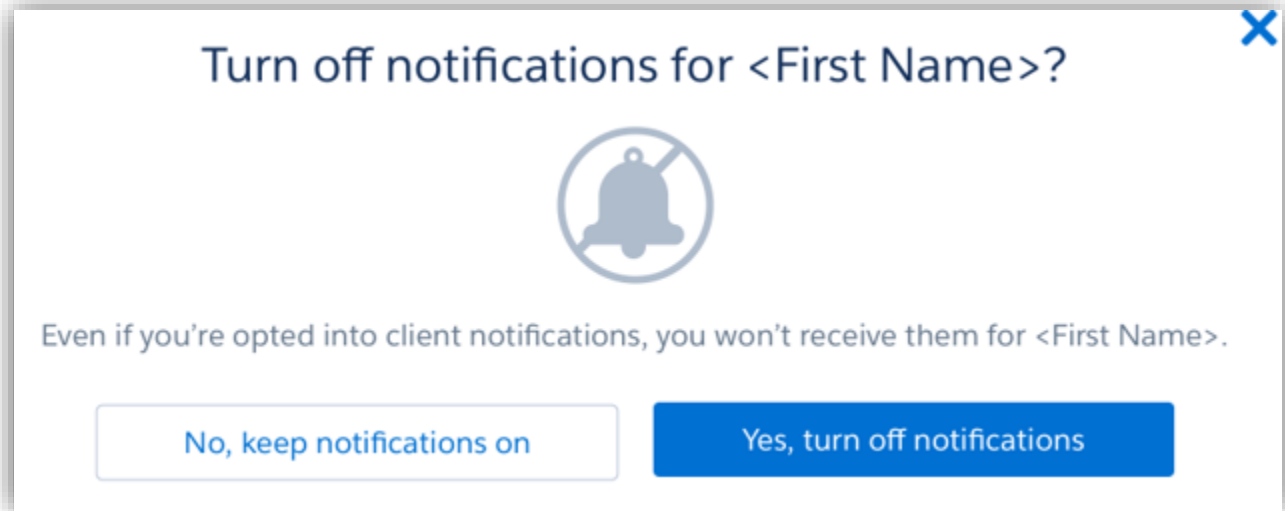 Turn off notifications for <First Name>?
Even if you’re opted into client notifications, you won’t receive them for <First Name>.
No, keep notifications on
Yes, turn off notifications